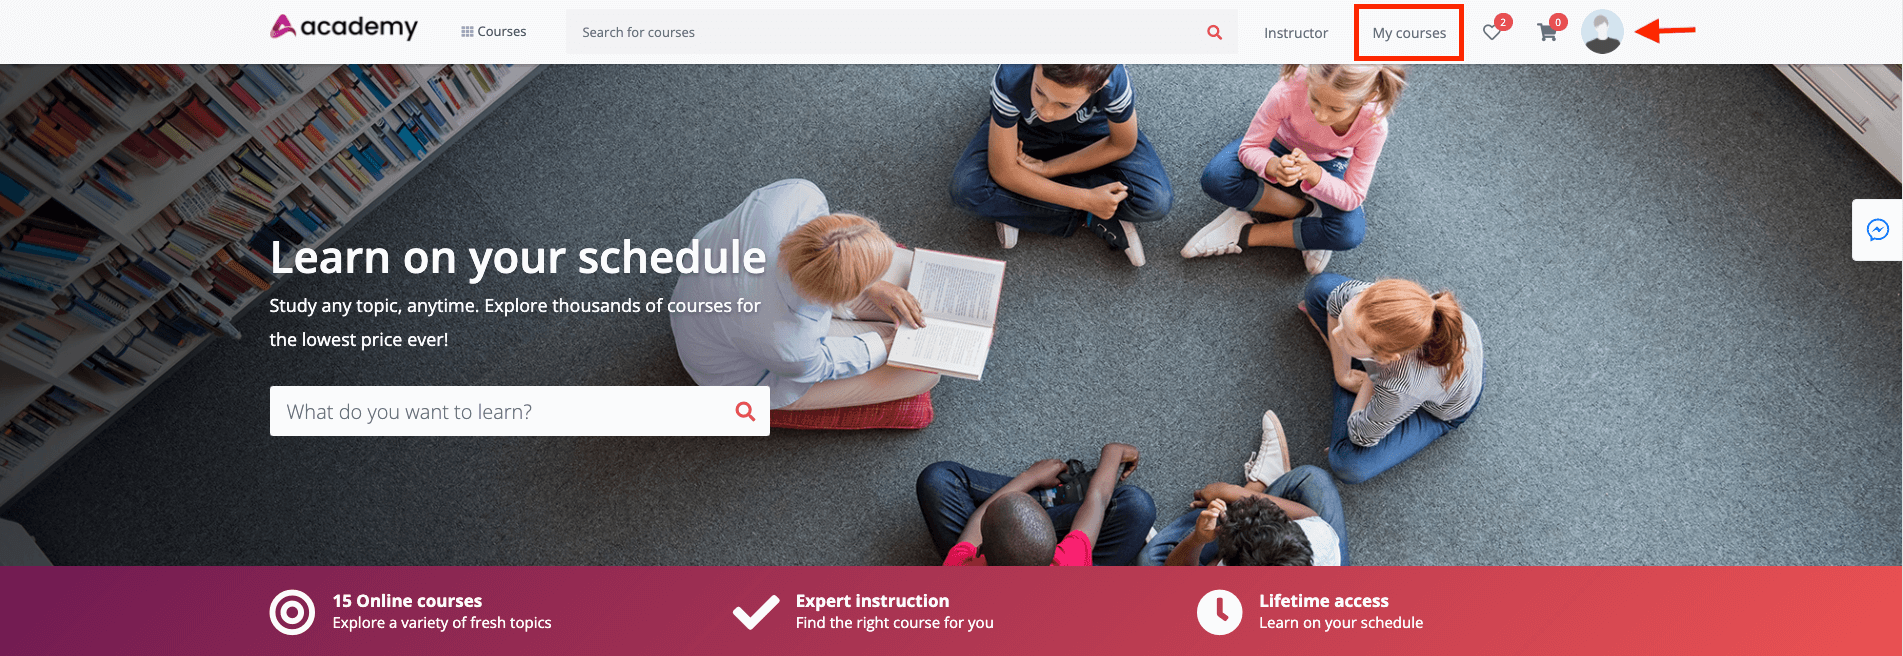 academy
Courses
Search for courses
Instructor
My courses
2
0
Learn on your schedule
Study any topic, anytime. Explore thousands of courses for
the lowest price ever!
What do you want to learn?
15 Online courses
Explore a variety of fresh topics
Expert instruction
Find the right course for you
Lifetime access
Learn on your schedule